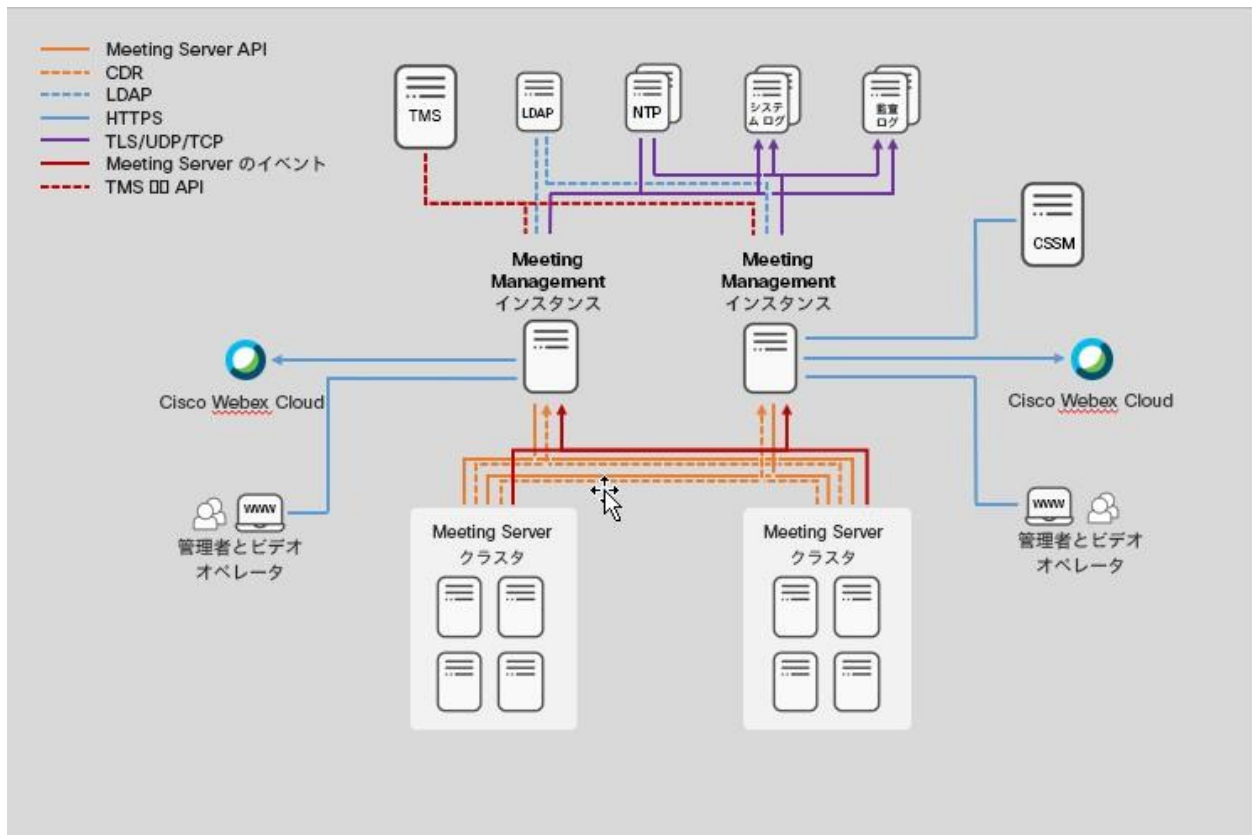 Meeting Server API
CDR
LDAP
HTTPS
TLS/UDP/TCP
Meeting Server のイベント
TMS 予約 API
TMS
LDAP
NTP
システ
ム ログ
監査
ログ
CSSM
Meeting
Management
インスタンス
Meeting
Management
インスタンス
Cisco Webex Cloud
Cisco Webex Cloud
www
管理者とビデオ
オペレータ
www
管理者とビデオ
オペレータ
Meeting Server
クラスタ
Meeting Server
クラスタ